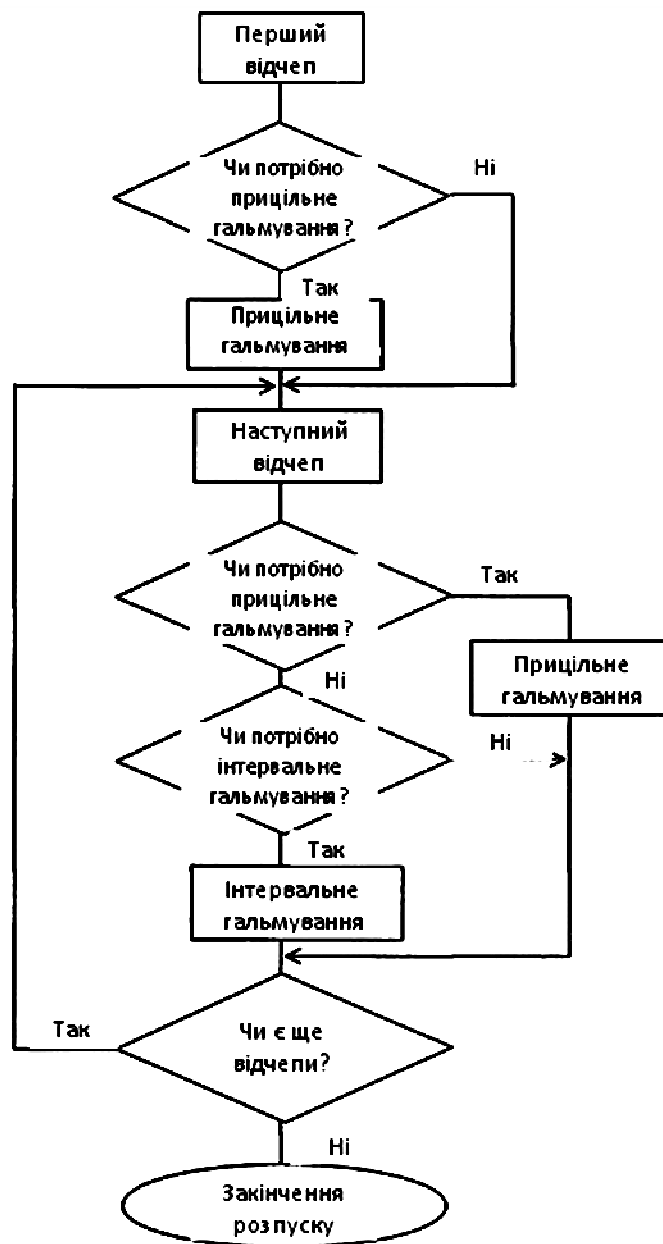 Перший
відчеп
Чи потрібно
прицільне
гальмування?
Ні
Так
Прицільне
гальмування
Наступний
відчеп
Чи потрібно
прицільне
гальмування?
Так
Прицільне
гальмування
Ні
Чи потрібно
інтервальне
гальмування?
Ні
Так
Інтервальне
гальмування
Чи є ще
відчепи?
Так
Ні
Закінчення
розпуску